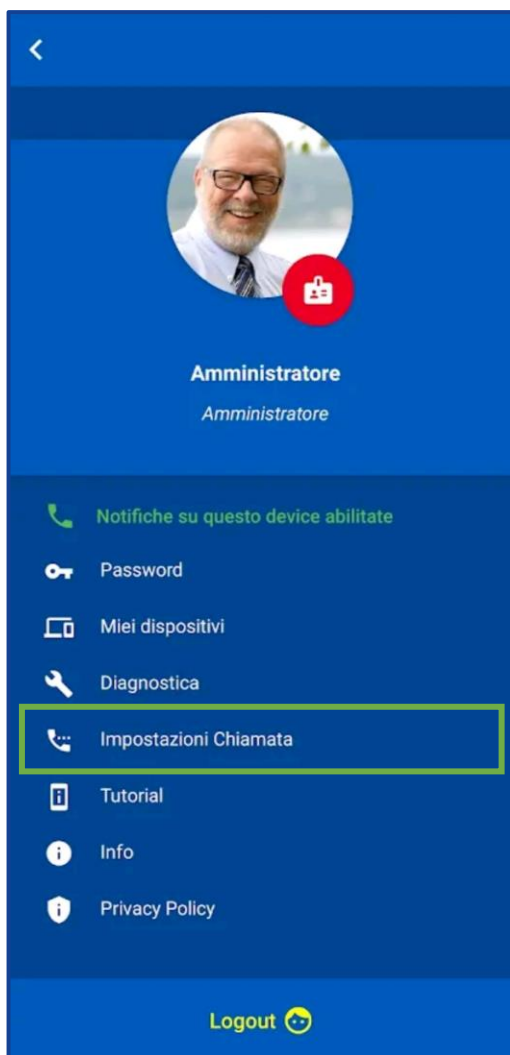 Amministratore
Amministratore
Notifiche su questo device abilitate
Password
Miei dispositivi
Diagnostica
Impostazioni Chiamata
Tutorial
Info
Privacy Policy
Logout